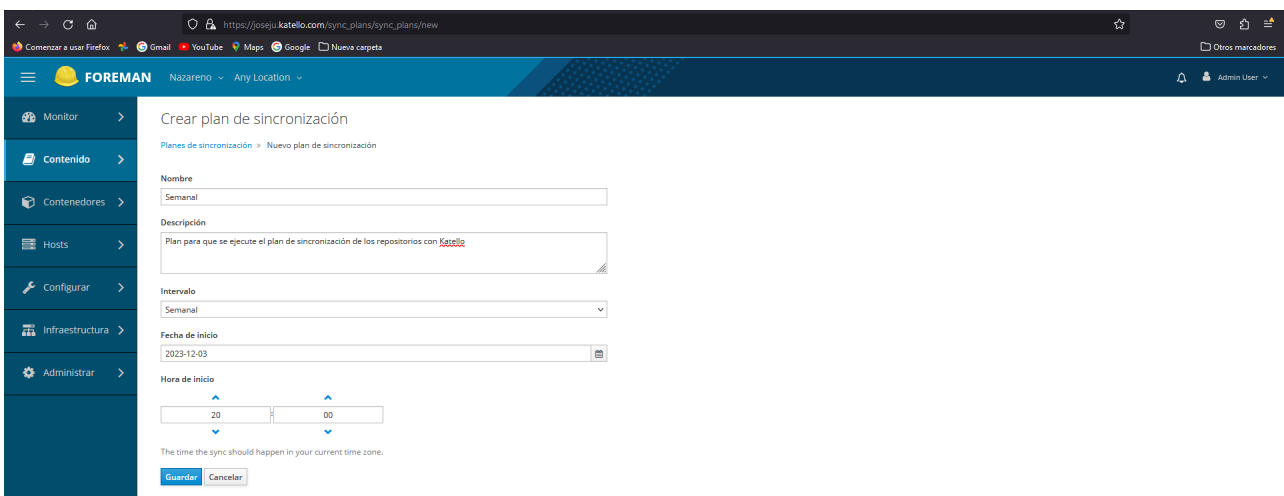 https://joseju.katello.com/sync_plans/sync_plans/new
Comenzar a usar Firefox Gmail YouTube Maps Google Nueva carpeta Otros marcadores
FOREMAN Nazareno Any Location Admin User
Monitor
Contenido
Contenedores
Hosts
Configurar
Infraestructura
Administrar
Crear plan de sincronización
Planes de sincronización » Nuevo plan de sincronización
Nombre
Semanal
Descripción
Plan para que se ejecute el plan de sincronización de los repositorios con Katello
Intervalo
Semanal
Fecha de inicio
2023-12-03
Hora de inicio
20 : 00
The time the sync should happen in your current time zone.
Guardar Cancelar